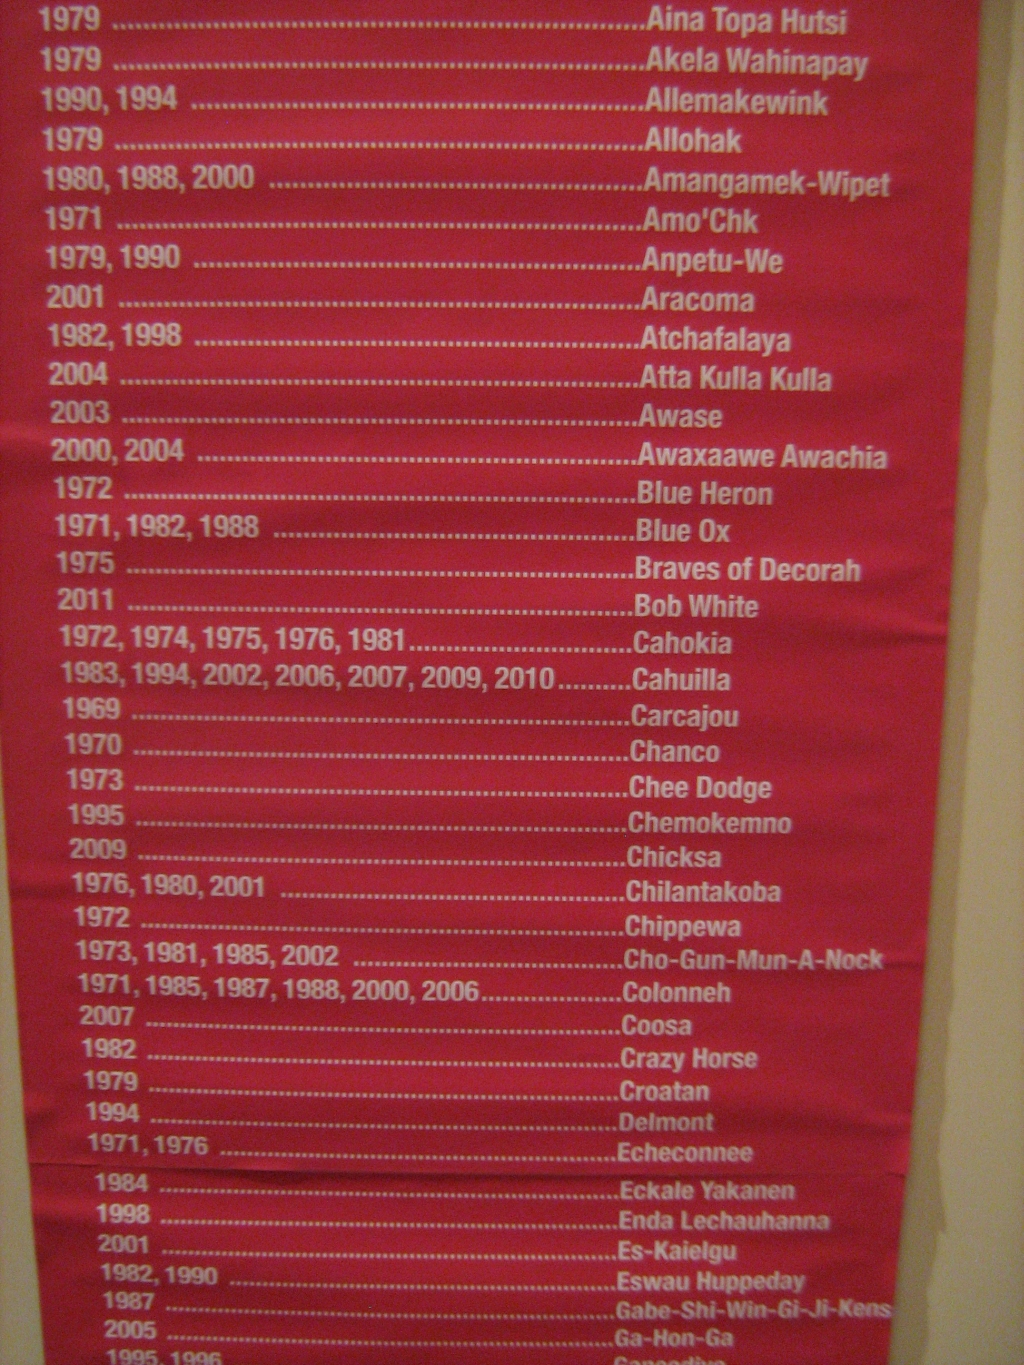 1979 ..........Aina Topa Hutsi
1979 ..........Akela Wahinapay
1990, 1994 ..........Allemakewink
1979 ..........Allohak
1980, 1988, 2000 ..........Amangamek-Wipet
1971 ..........Amo'Chk
1979, 1990 ..........Anpetu-We
2001 ..........Aracoma
1982, 1998 ..........Atchafalaya
2004 ..........Atta Kulla Kulla
2003 ..........Awase
2000, 2004 ..........Awaxaawe Awachia
1972 ..........Blue Heron
1971, 1982, 1988 ..........Blue Ox
1975 ..........Braves of Decorah
2011 ..........Bob White
1972, 1974, 1975, 1976, 1981..........Cahokia
1983, 1994, 2002, 2006, 2007, 2009, 2010..........Cahuilla
1969 ..........Carcajou
1970 ..........Chanco
1973 ..........Chee Dodge
1995 ..........Chemokemno
2009 ..........Chicksa
1976, 1980, 2001 ..........Chilantakoba
1972 ..........Chippewa
1973, 1981, 1985, 2002 ..........Cho-Gun-Mun-A-Nock
1971, 1985, 1987, 1988, 2000, 2006..........Colonneh
2007 ..........Coosa
1982 ..........Crazy Horse
1979 ..........Croatan
1994 ..........Delmont
1971, 1976 ..........Echeconnee
1984 ..........Eckale Yakanen
1998 ..........Enda Lechauhanna
2001 ..........Es-Kaielgu
1982, 1990 ..........Eswau Huppeday
1987 ..........Gabe-Shi-Win-Gi-Ji-Kens
2005 ..........Ga-Hon-Ga
1995, 1996